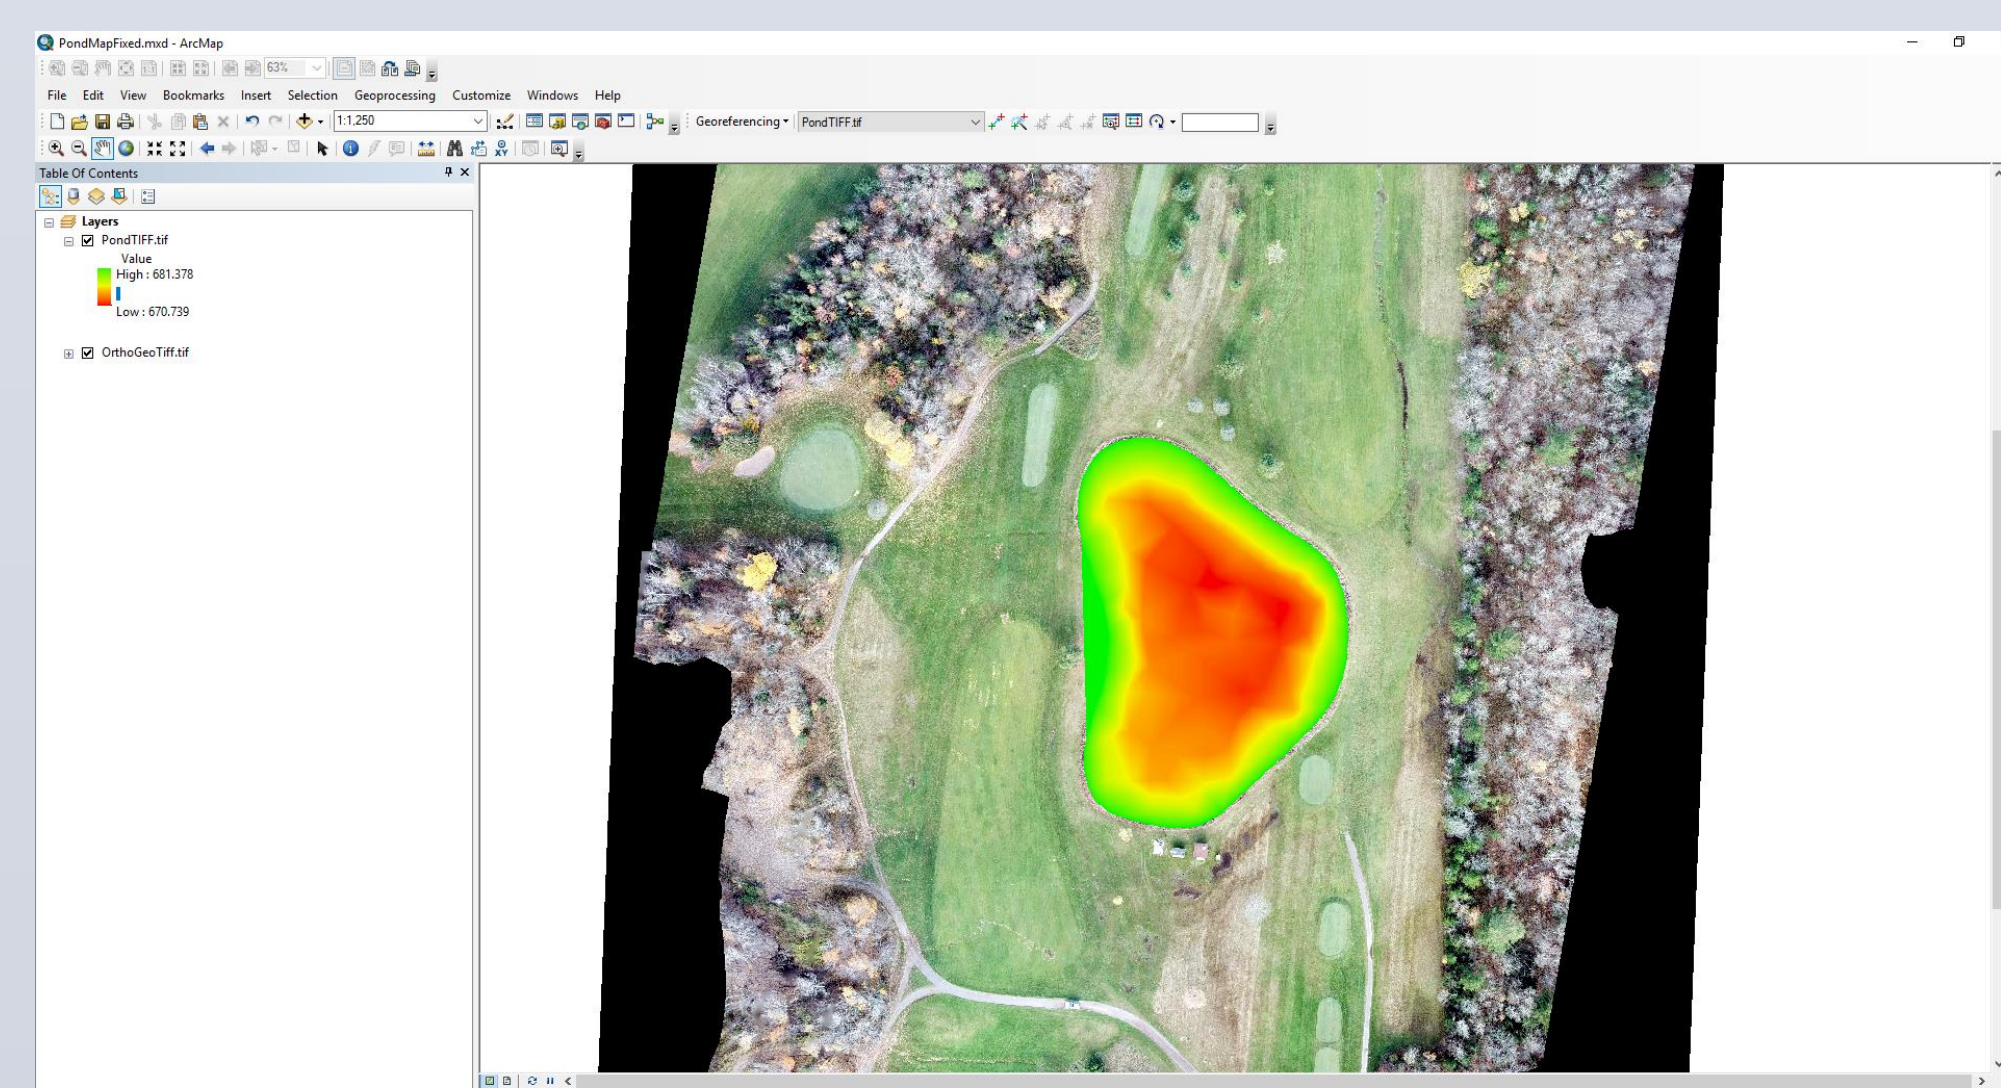 PondMapFixed.mxd - ArcMap
63%
File Edit View Bookmarks Insert Selection Geoprocessing Customize Windows Help
1:1,250 Georeferencing PondTIFF.tif
Table Of Contents
Layers
PondTIFF.tif
Value
High : 681.378
Low : 670.739
OrthoGeoTiff.tif